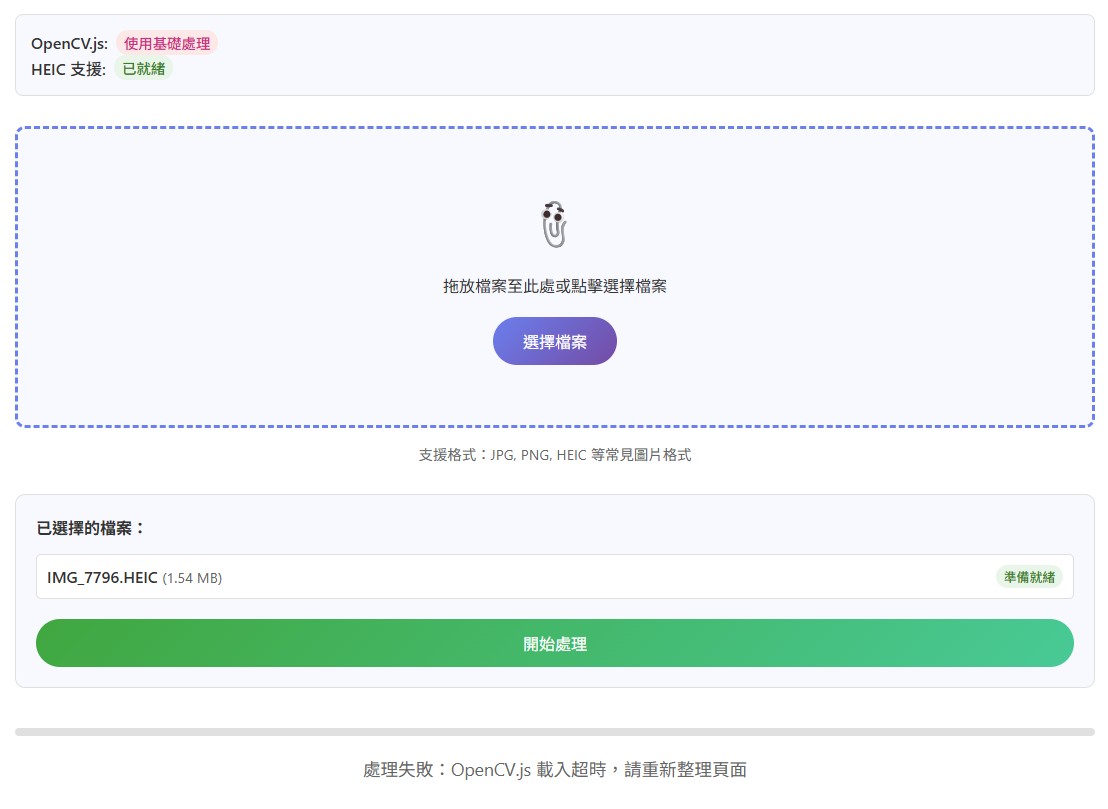 OpenCV.js: 使用基礎處理
HEIC 支援: 已就緒
拖放檔案至此處或點擊選擇檔案
選擇檔案
支援格式：JPG, PNG, HEIC 等常見圖片格式
已選擇的檔案：
IMG_7796.HEIC (1.54 MB) 準備就緒
開始處理
處理失敗：OpenCV.js 載入超時，請重新整理頁面